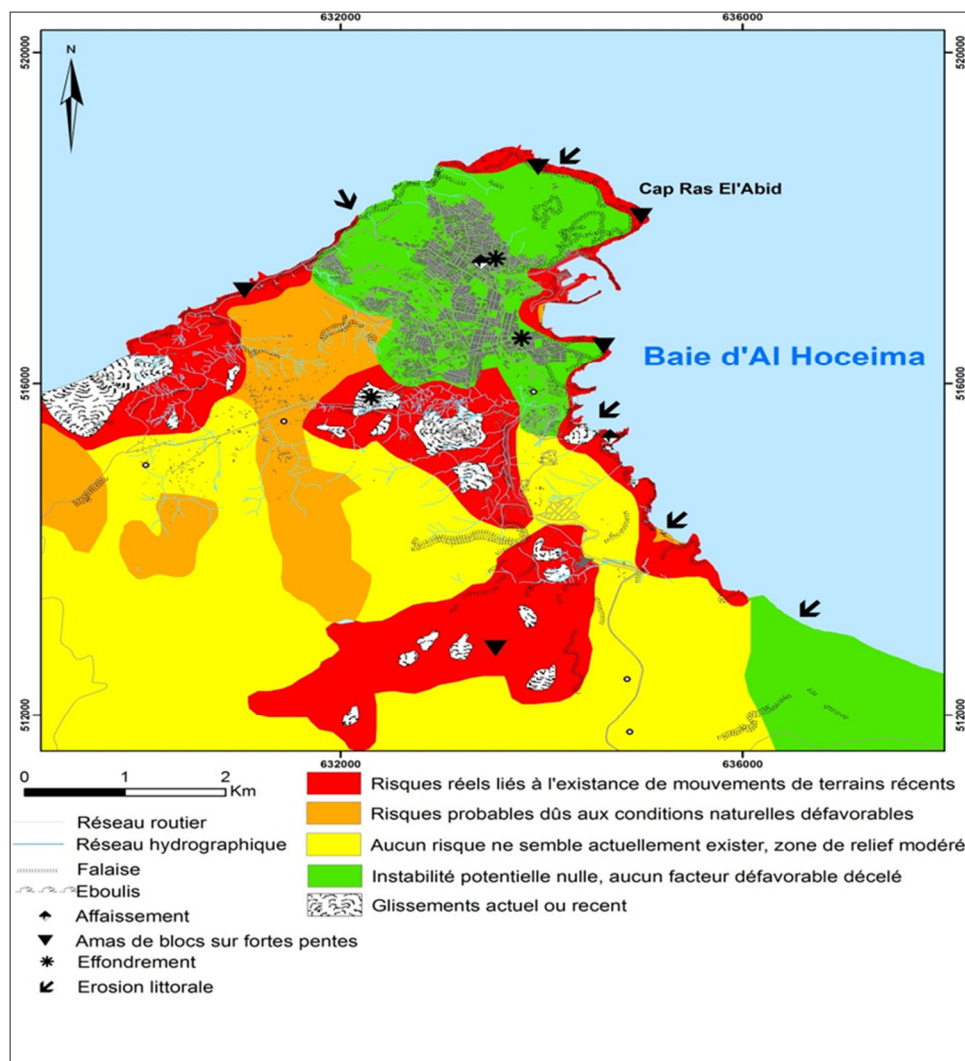 632000
636000
520000
520000
N
Cap Ras El'Abid
Baie d'Al Hoceima
516000
516000
512000
512000
632000
636000
0 1 2
Km
Réseau routier
Réseau hydrographique
Falaise
Eboulis
Affaissement
Amas de blocs sur fortes pentes
Effondrement
Erosion littorale
Risques réels liés à l'existance de mouvements de terrains récents
Risques probables dûs aux conditions naturelles défavorables
Aucun risque ne semble actuellement exister, zone de relief modéré
Instabilité potentielle nulle, aucun facteur défavorable décelé
Glissements actuel ou recent